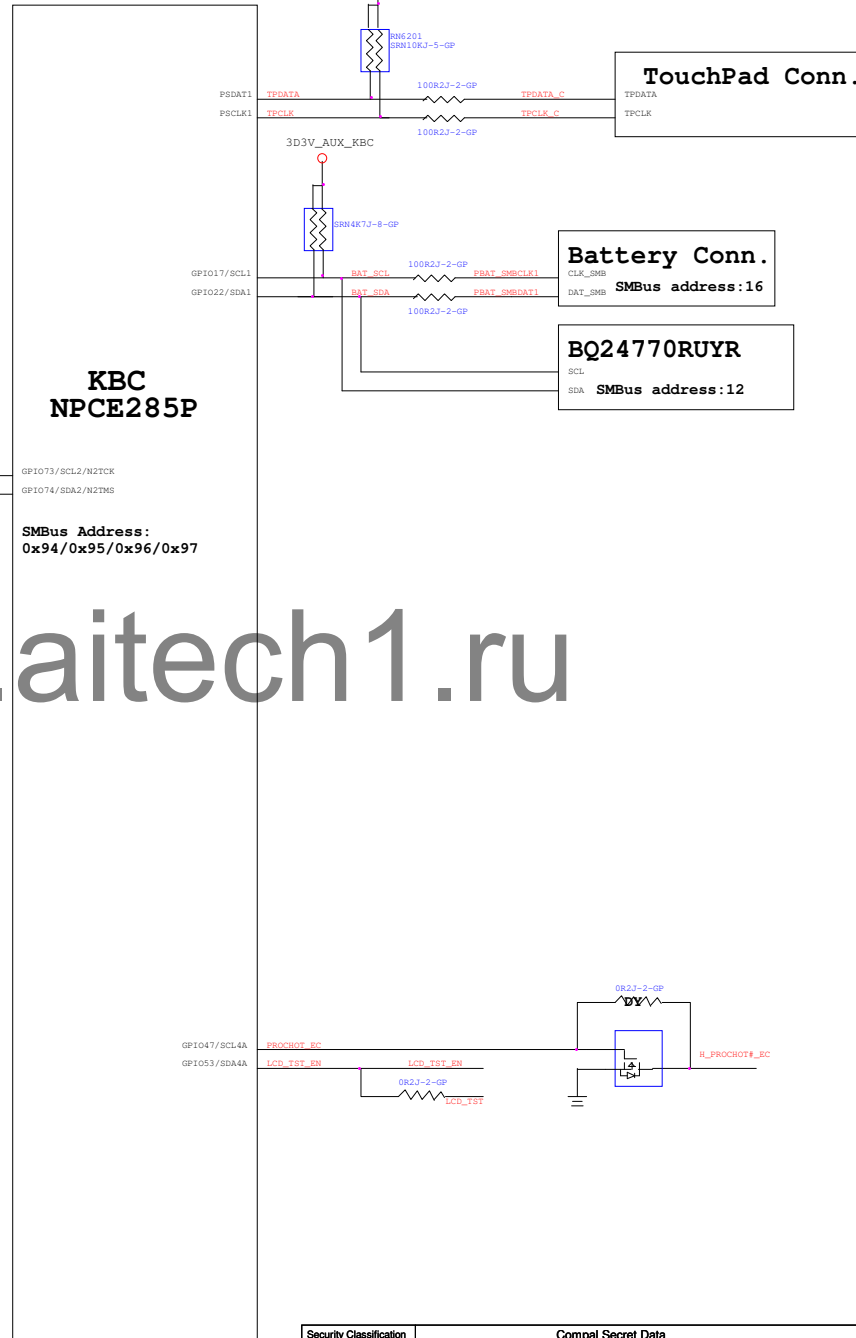 RN6201
SRN10KJ-5-GP
TouchPad Conn.
100R2J-2-GP
PSDAT1 TPDATA TPDATA_C TPDATA
PSCLK1 TPCLK TPCLK_C TPCLK
100R2J-2-GP
3D3V_AUX_KBC
SRN4K7J-8-GP
Battery Conn.
100R2J-2-GP
GPIO17/SCL1 BAT_SCL PBAT_SMBCLK1 CLK_SMB
SMBus address:16
GPIO22/SDA1 BAT_SDA PBAT_SMBDAT1 DAT_SMB
100R2J-2-GP
BQ24770RUYR
SCL
SDA SMBus address:12
KBC
NPCE285P
GPIO73/SCL2/N2TCK
GPIO74/SDA2/N2TMS
SMBus Address:
0x94/0x95/0x96/0x97
.aitech1.ru
0R2J-2-GP
DY
GPIO47/SCL4A PROCHOT_EC
H_PROCHOT#_EC
GPIO53/SDA4A LCD_TST_EN LCD_TST_EN
0R2J-2-GP
LCD_TST
Security Classification Compal Secret Data